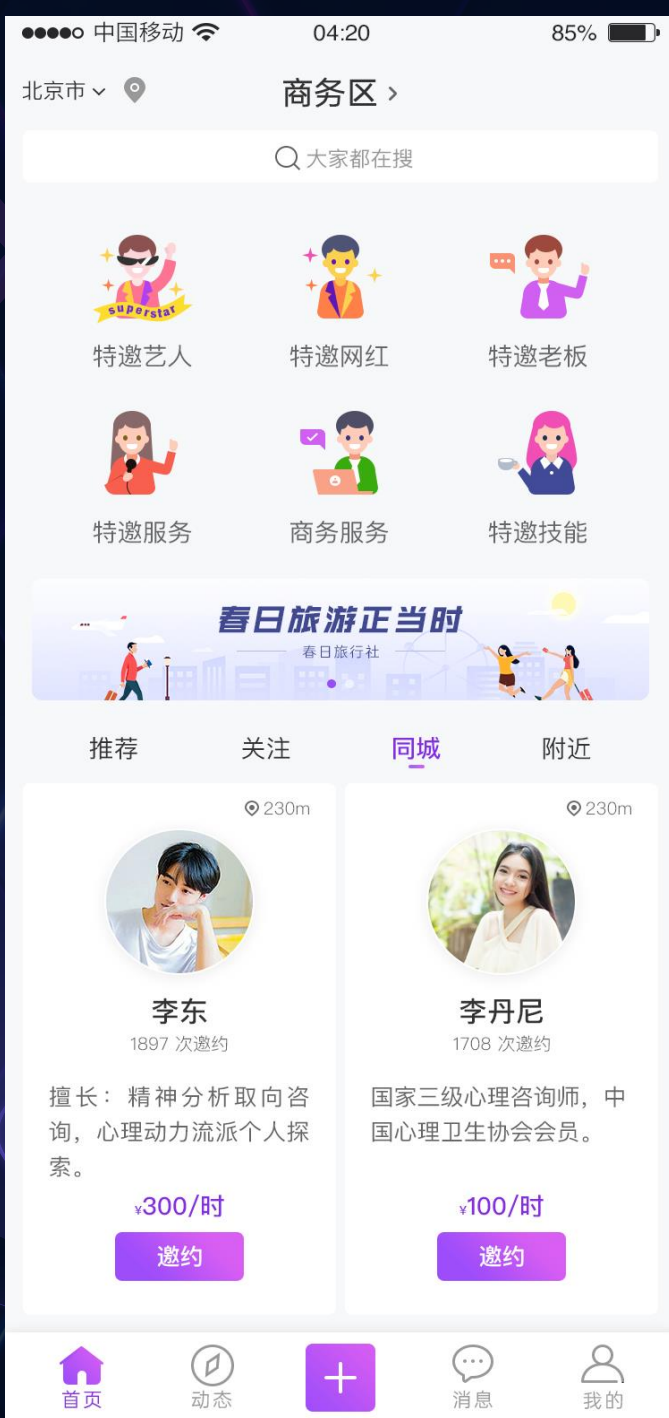 中国移动 04:20 85%
北京市 商务区
大家都在搜
superstar
特邀艺人 特邀网红 特邀老板
特邀服务 商务服务 特邀技能
春日旅游正当时
春日旅行社
推荐 关注 同城 附近
230m 230m
李东
1897 次邀约
擅长：精神分析取向咨
询，心理动力流派个人探
索。
¥300/时
邀约
李丹尼
1708 次邀约
国家三级心理咨询师，中
国心理卫生协会会员。
¥100/时
邀约
首页 动态 消息 我的